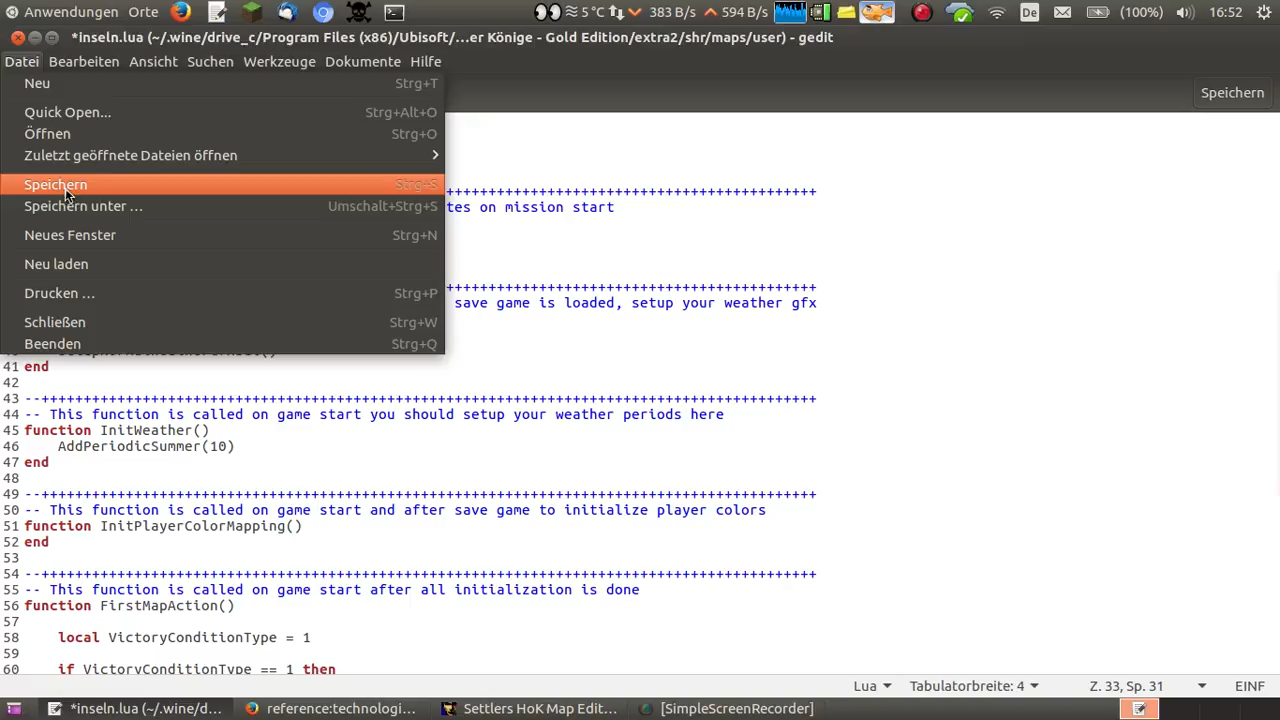 Anwendungen Orte 5 °C 383 B/s 594 B/s De (100%) 16:52
*inseln.lua (~/.wine/drive_c/Program Files (x86)/Ubisoft/...er Könige - Gold Edition/extra2/shr/maps/user) - gedit
Datei Bearbeiten Ansicht Suchen Werkzeuge Dokumente Hilfe
Neu Strg+T
Speichern
Quick Open... Strg+Alt+O
Öffnen Strg+O
Zuletzt geöffnete Dateien öffnen
Speichern Strg+S
++++++++++++++++++++++++++++++++++++++++++++
Speichern unter ... Umschalt+Strg+S
tes on mission start
Neues Fenster Strg+N
Neu laden
++++++++++++++++++++++++++++++++++++++++++++
Drucken ... Strg+P
save game is loaded, setup your weather gfx
Schließen Strg+W
Beenden Strg+Q
41 end
42
43 --++++++++++++++++++++++++++++++++++++++++++++++++++++++++++++++++++++++++++++++++++++++++++++
44 -- This function is called on game start you should setup your weather periods here
45 function InitWeather()
46 AddPeriodicSummer(10)
47 end
48
49 --++++++++++++++++++++++++++++++++++++++++++++++++++++++++++++++++++++++++++++++++++++++++++++
50 -- This function is called on game start and after save game to initialize player colors
51 function InitPlayerColorMapping()
52 end
53
54 --++++++++++++++++++++++++++++++++++++++++++++++++++++++++++++++++++++++++++++++++++++++++++++
55 -- This function is called on game start after all initialization is done
56 function FirstMapAction()
57
58 local VictoryConditionType = 1
59
60 if VictoryConditionType == 1 then
Lua Tabulatorbreite: 4 Z. 33, Sp. 31 EINF
*inseln.lua (~/.wine/d... reference:technologi... Settlers HoK Map Edit... [SimpleScreenRecorder]